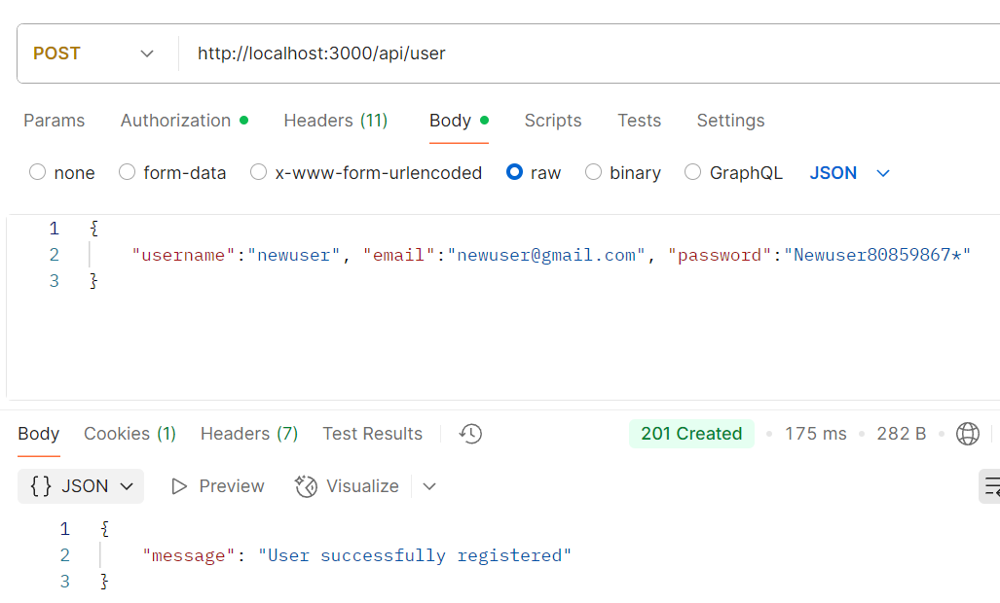 POST http://localhost:3000/api/user
Params Authorization Headers (11) Body Scripts Tests Settings
none form-data x-www-form-urlencoded raw binary GraphQL JSON
1 {
2 "username":"newuser", "email":"newuser@gmail.com", "password":"Newuser80859867*"
3 }
Body Cookies (1) Headers (7) Test Results 201 Created 175 ms 282 B
{} JSON Preview Visualize
1 {
2 "message": "User successfully registered"
3 }